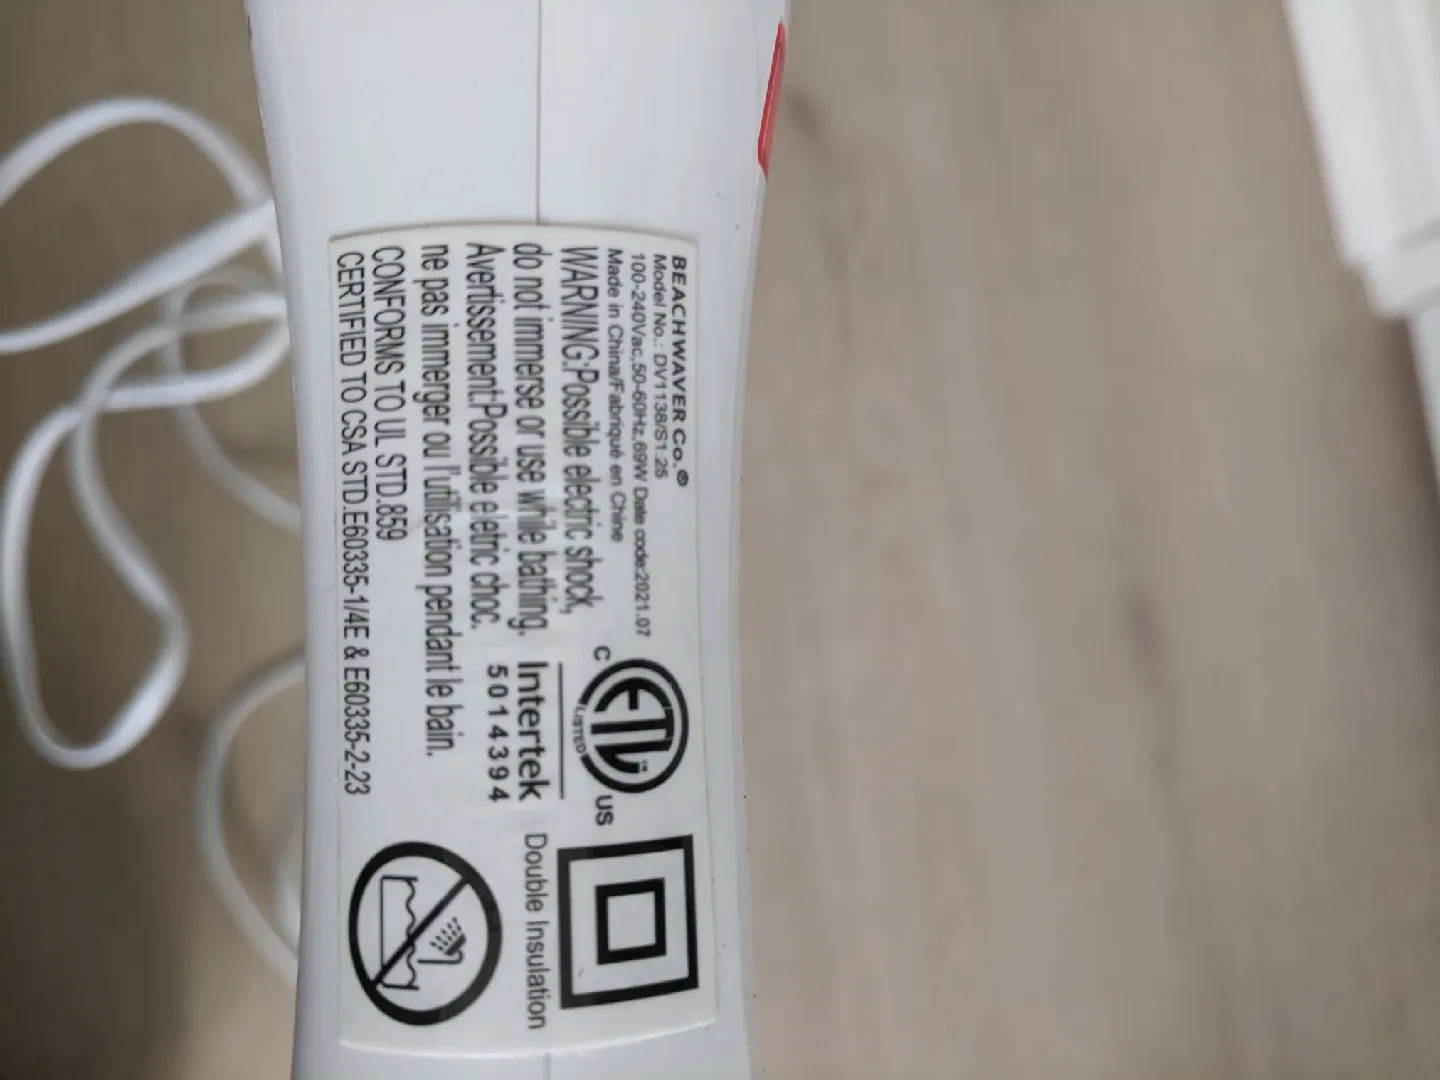 BEACHWAVER Co.®
Model No.: DV1138/S1.25
100-240Vac,50-60Hz,69W Date code:2021.07
Made in China/Fabriqué en Chine
WARNING:Possible electric shock,
do not immerse or use while bathing.
Avertissement:Possible eletric choc.
ne pas immerger ou l'utilisation pendant le bain.
CONFORMS TO UL STD.859
CERTIFIED TO CSA STD.E60335-1/4E & E60335-2-23
C ETL US
LISTED
Intertek
5014394
Double Insulation